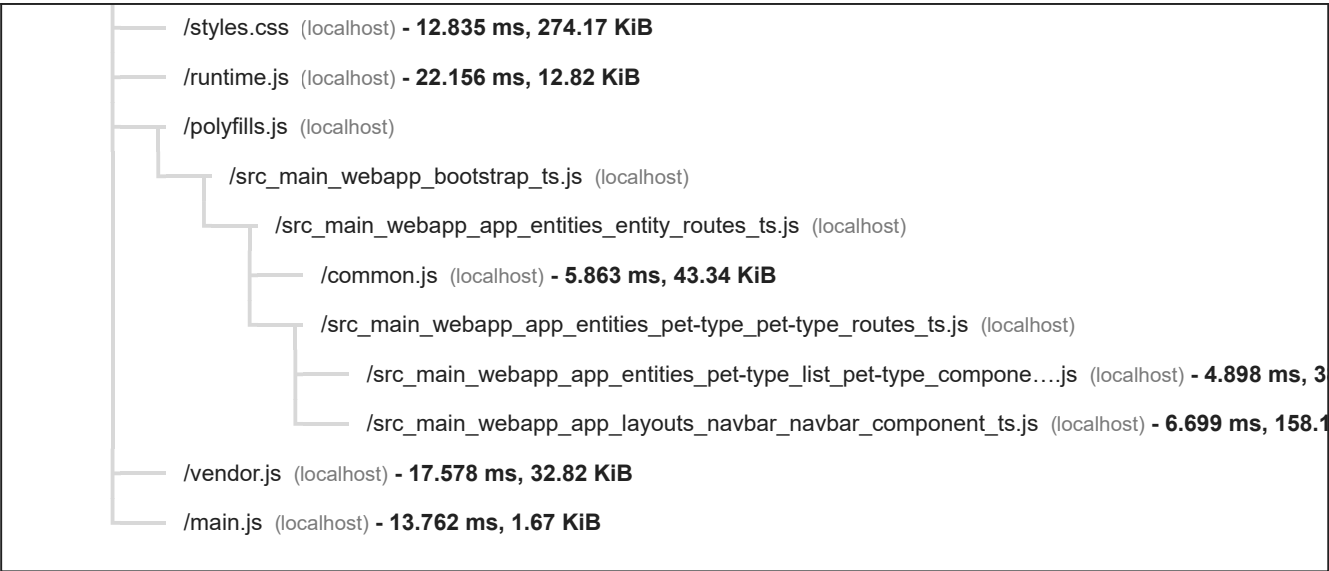 /styles.css (localhost) - 12.835 ms, 274.17 KiB
/runtime.js (localhost) - 22.156 ms, 12.82 KiB
/polyfills.js (localhost)
/src_main_webapp_bootstrap_ts.js (localhost)
/src_main_webapp_app_entities_entity_routes_ts.js (localhost)
/common.js (localhost) - 5.863 ms, 43.34 KiB
/src_main_webapp_app_entities_pet-type_pet-type_routes_ts.js (localhost)
/src_main_webapp_app_entities_pet-type_list_pet-type_compone….js (localhost) - 4.898 ms, 3
/src_main_webapp_app_layouts_navbar_navbar_component_ts.js (localhost) - 6.699 ms, 158.1
/vendor.js (localhost) - 17.578 ms, 32.82 KiB
/main.js (localhost) - 13.762 ms, 1.67 KiB